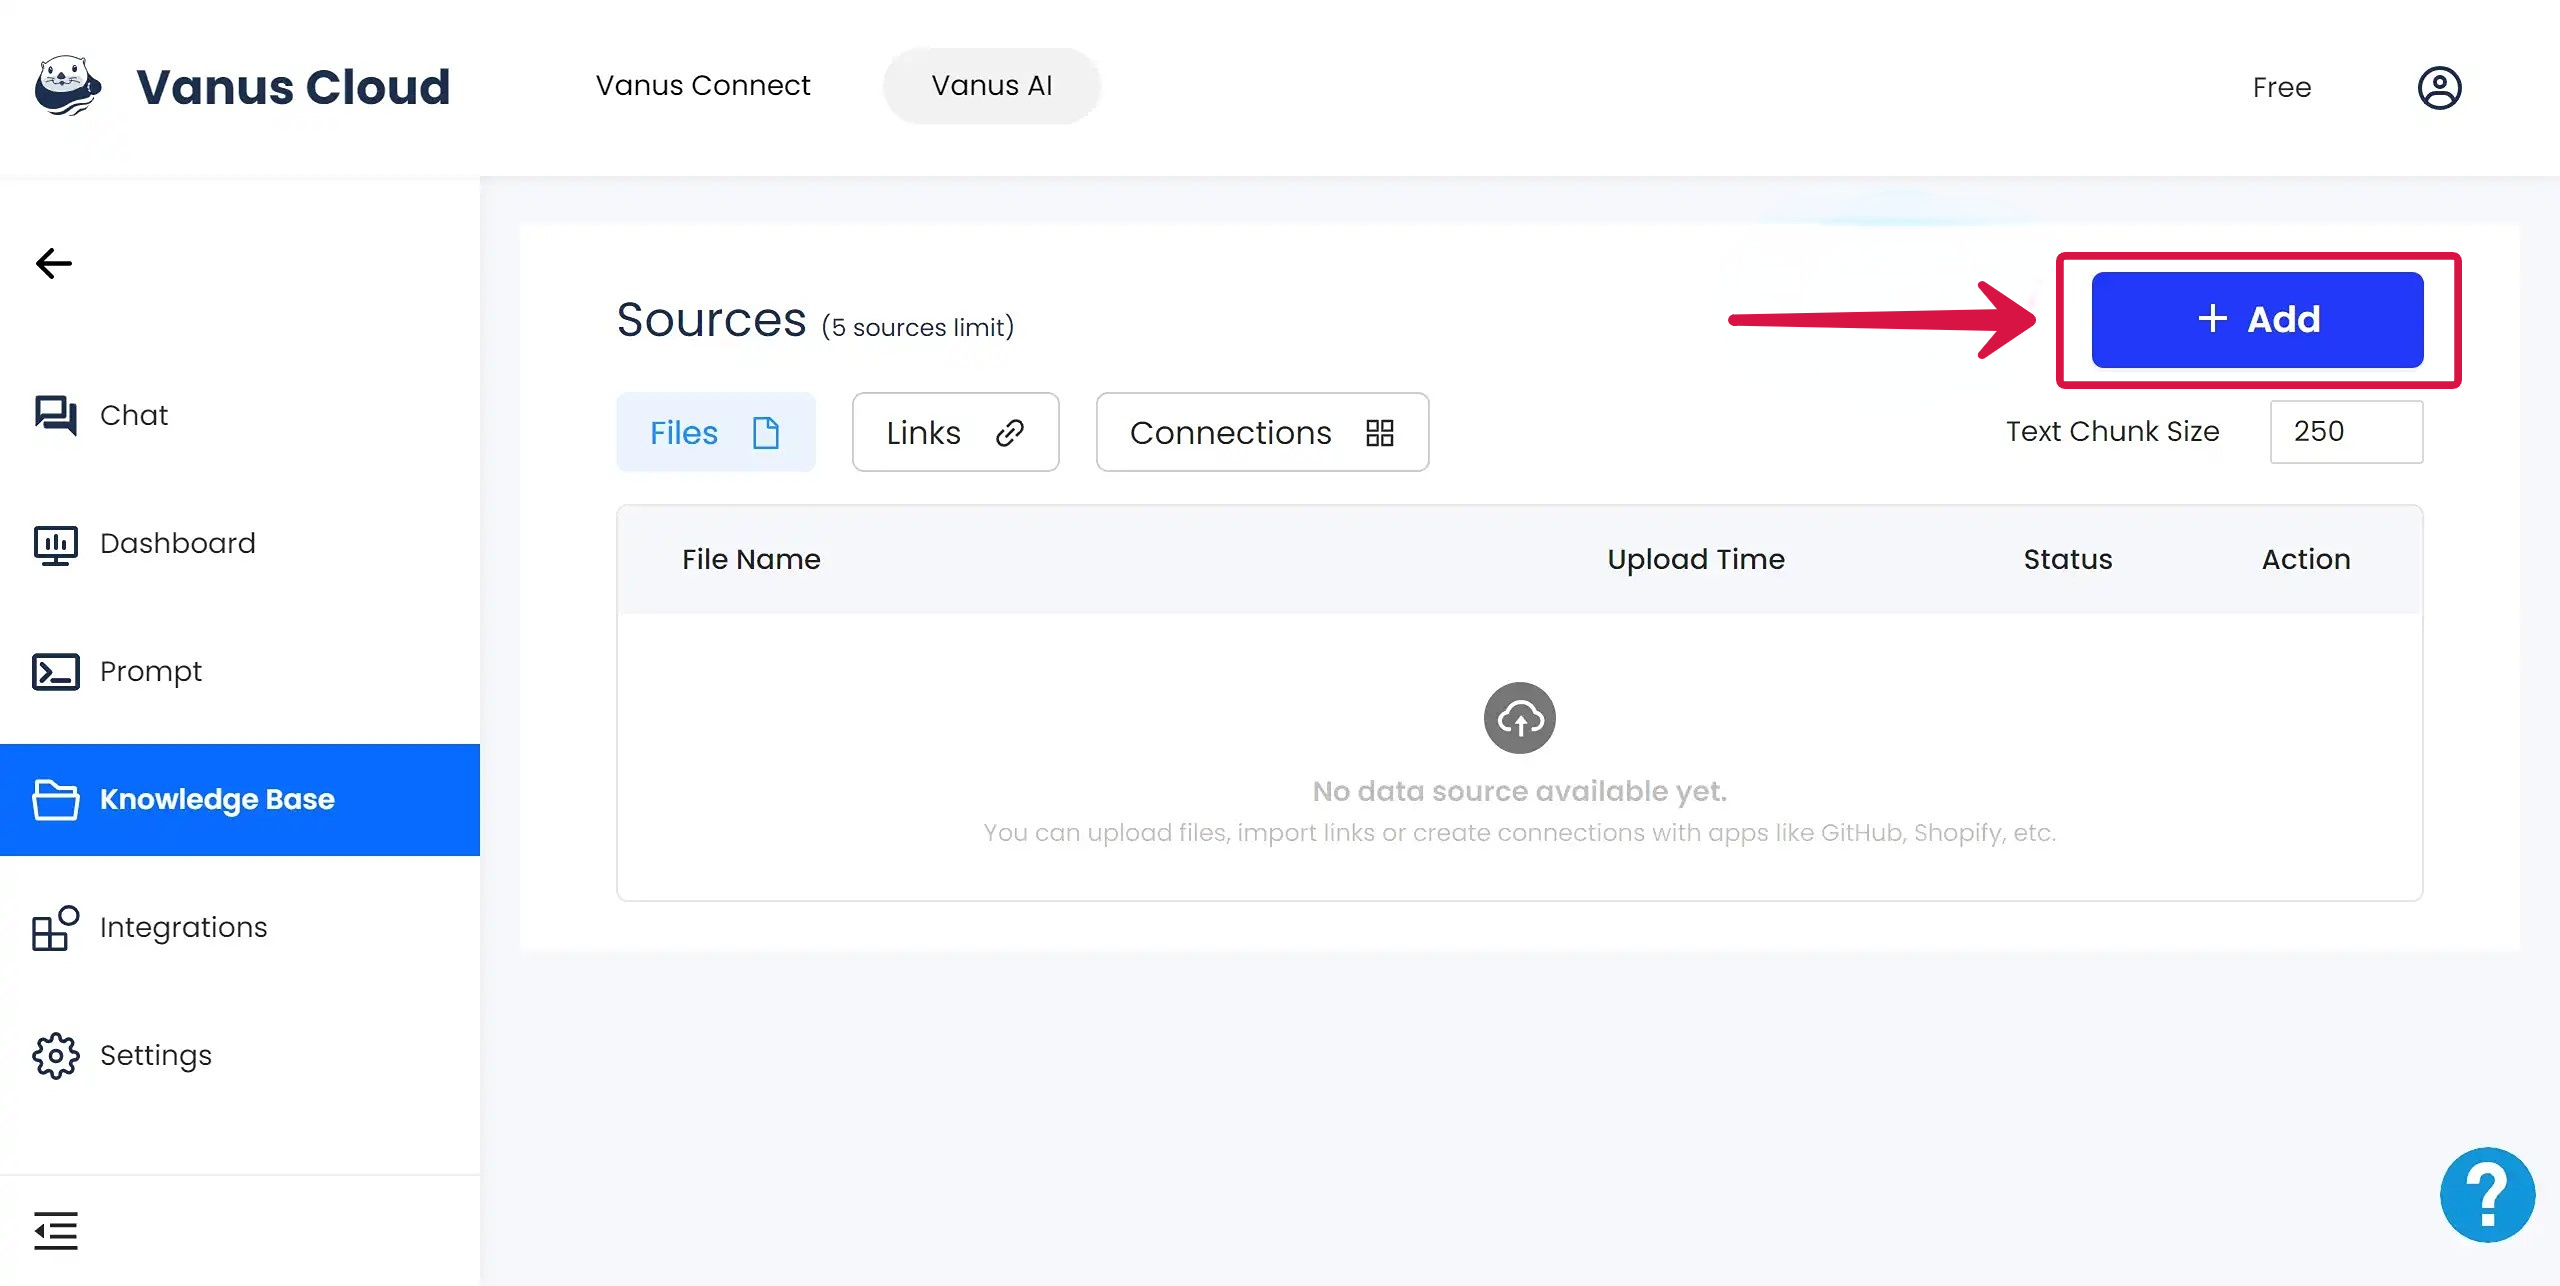 Vanus Cloud
Vanus Connect
Vanus AI
Free
Chat
Dashboard
Prompt
Knowledge Base
Integrations
Settings
Sources (5 sources limit)
+ Add
Files
Links
Connections
Text Chunk Size
250
File Name
Upload Time
Status
Action
No data source available yet.
You can upload files, import links or create connections with apps like GitHub, Shopify, etc.
?